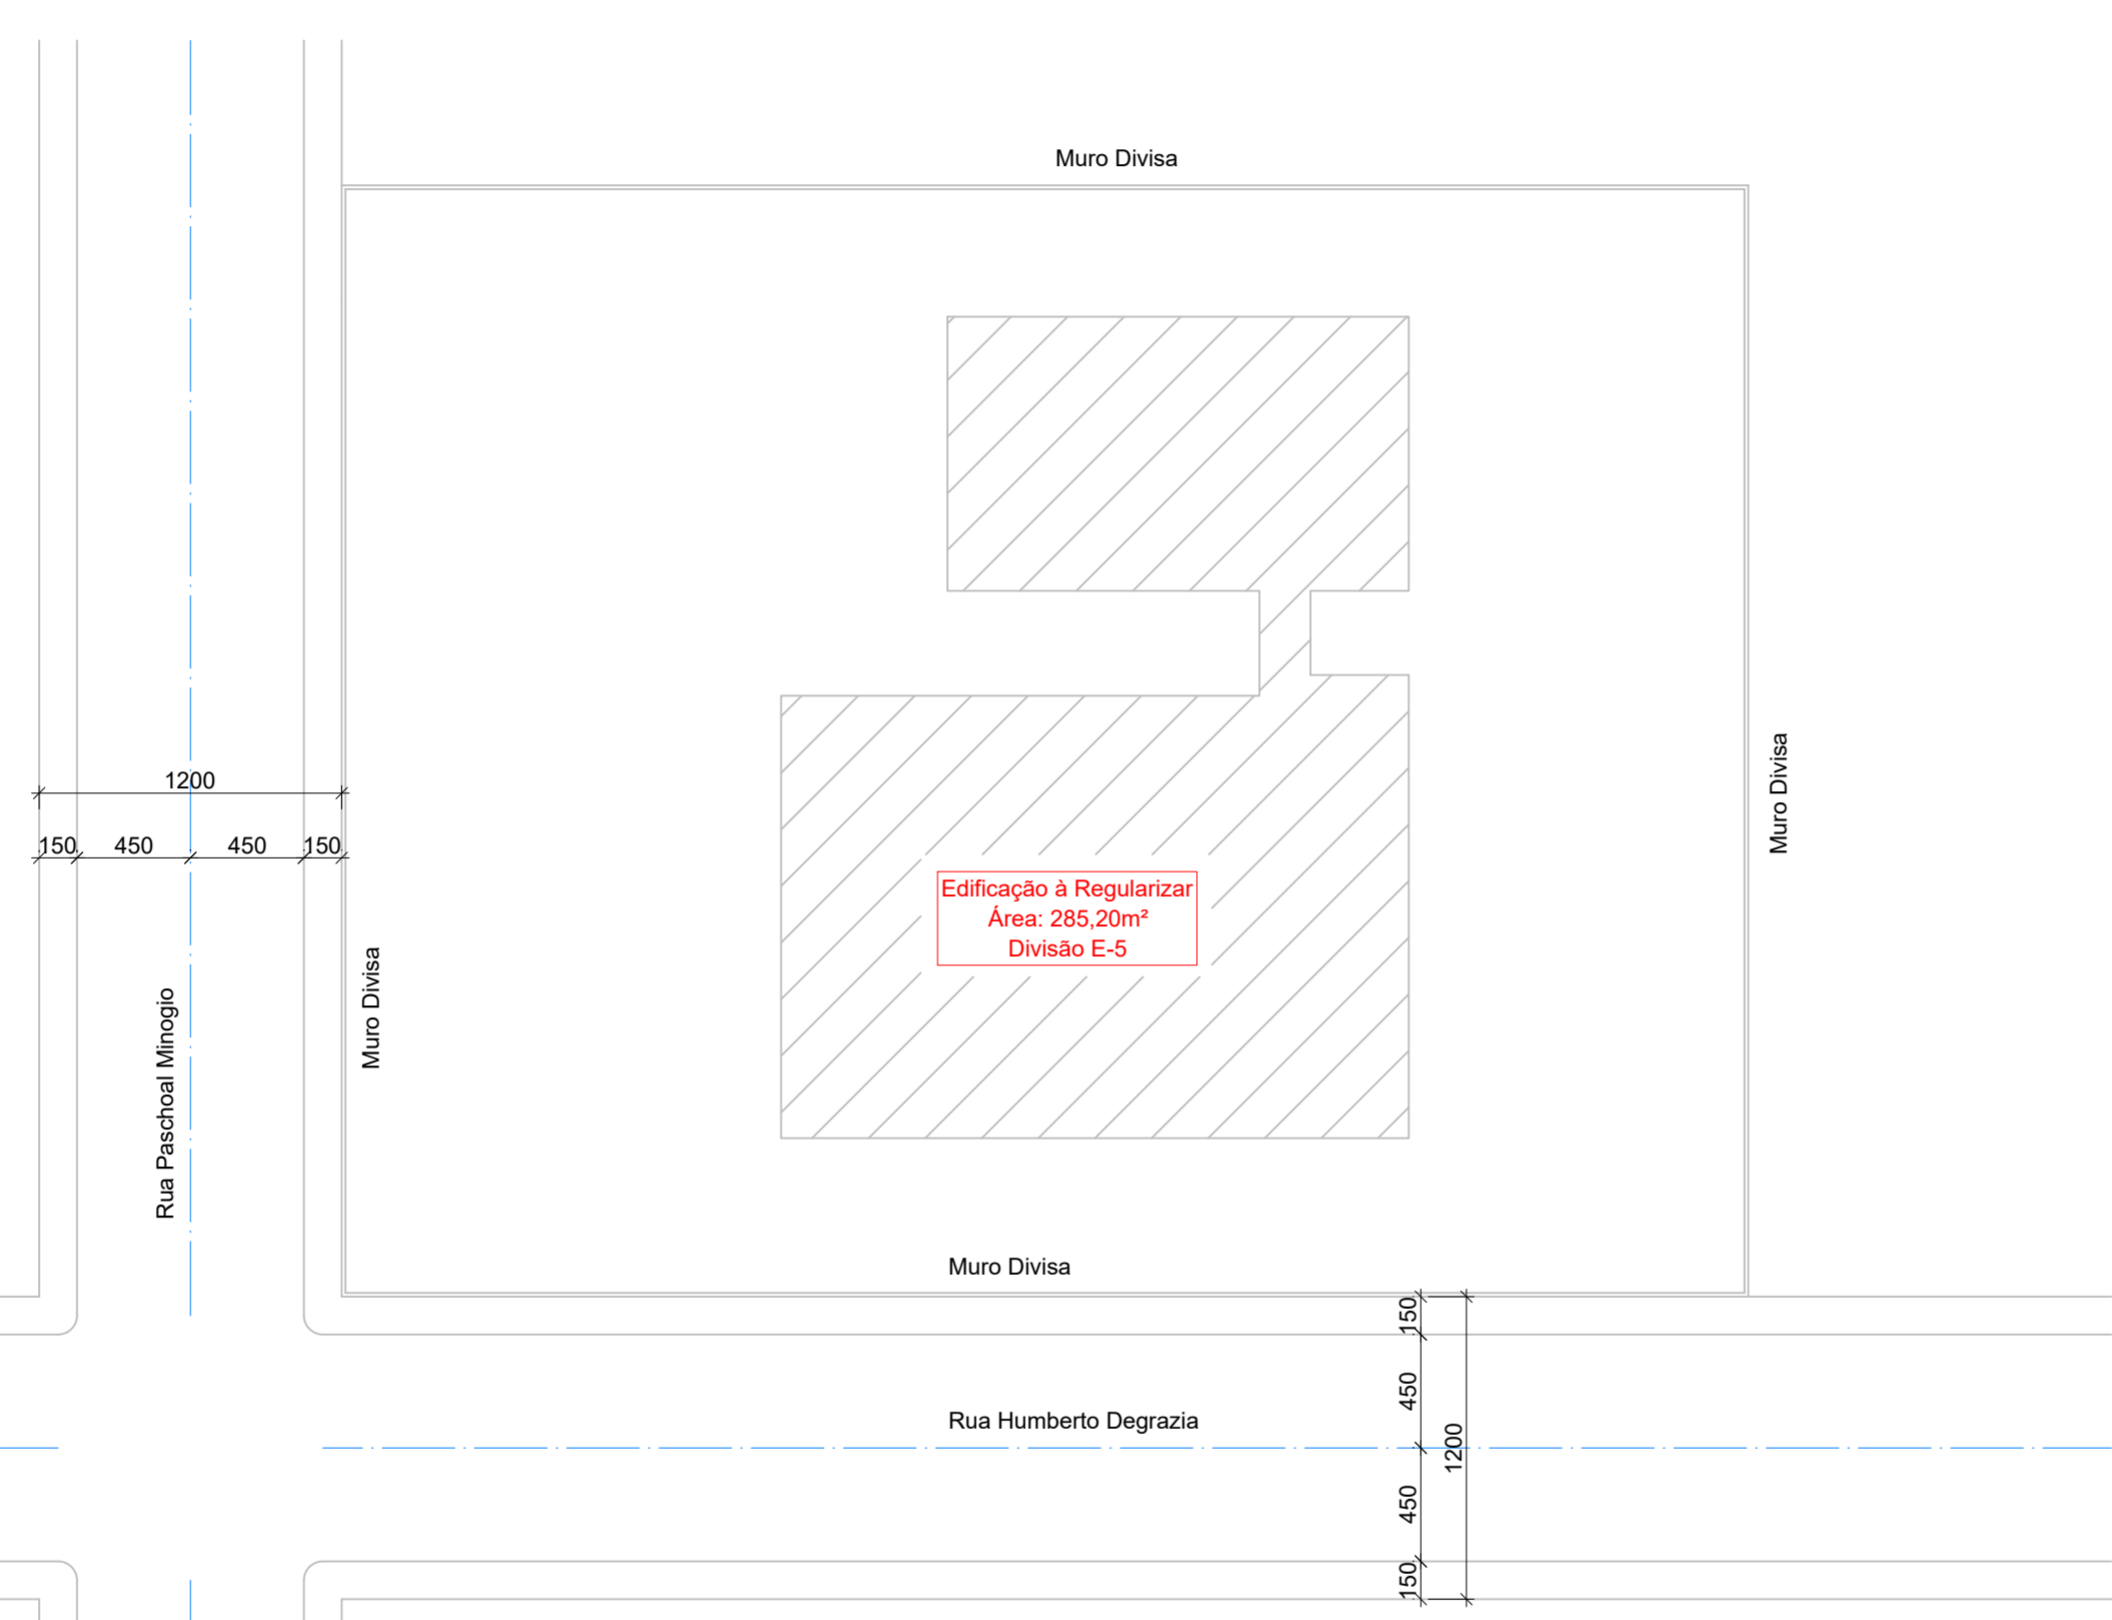 Muro Divisa
Muro Divisa
1200
150 450 450 150
Edificação à Regularizar
Área: 285,20m²
Divisão E-5
Muro Divisa
Rua Paschoal Minogio
Muro Divisa
150
450
Rua Humberto Degrazia
1200
450
150